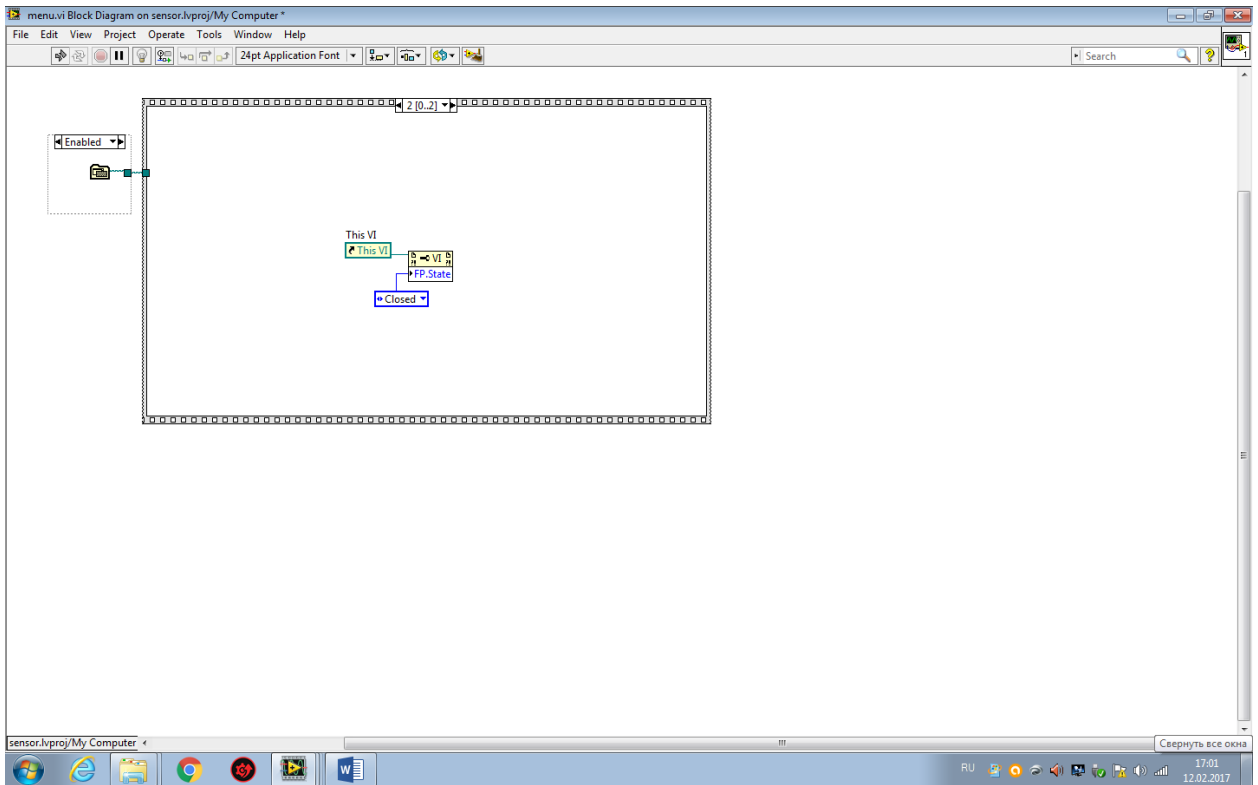 menu.vi Block Diagram on sensor.lvproj/My Computer *
File Edit View Project Operate Tools Window Help
24pt Application Font
Search
1
2 [0..2]
Enabled
This VI
This VI
VI
FP.State
Closed
sensor.lvproj/My Computer
Свернуть все окна
RU
17:01
12.02.2017